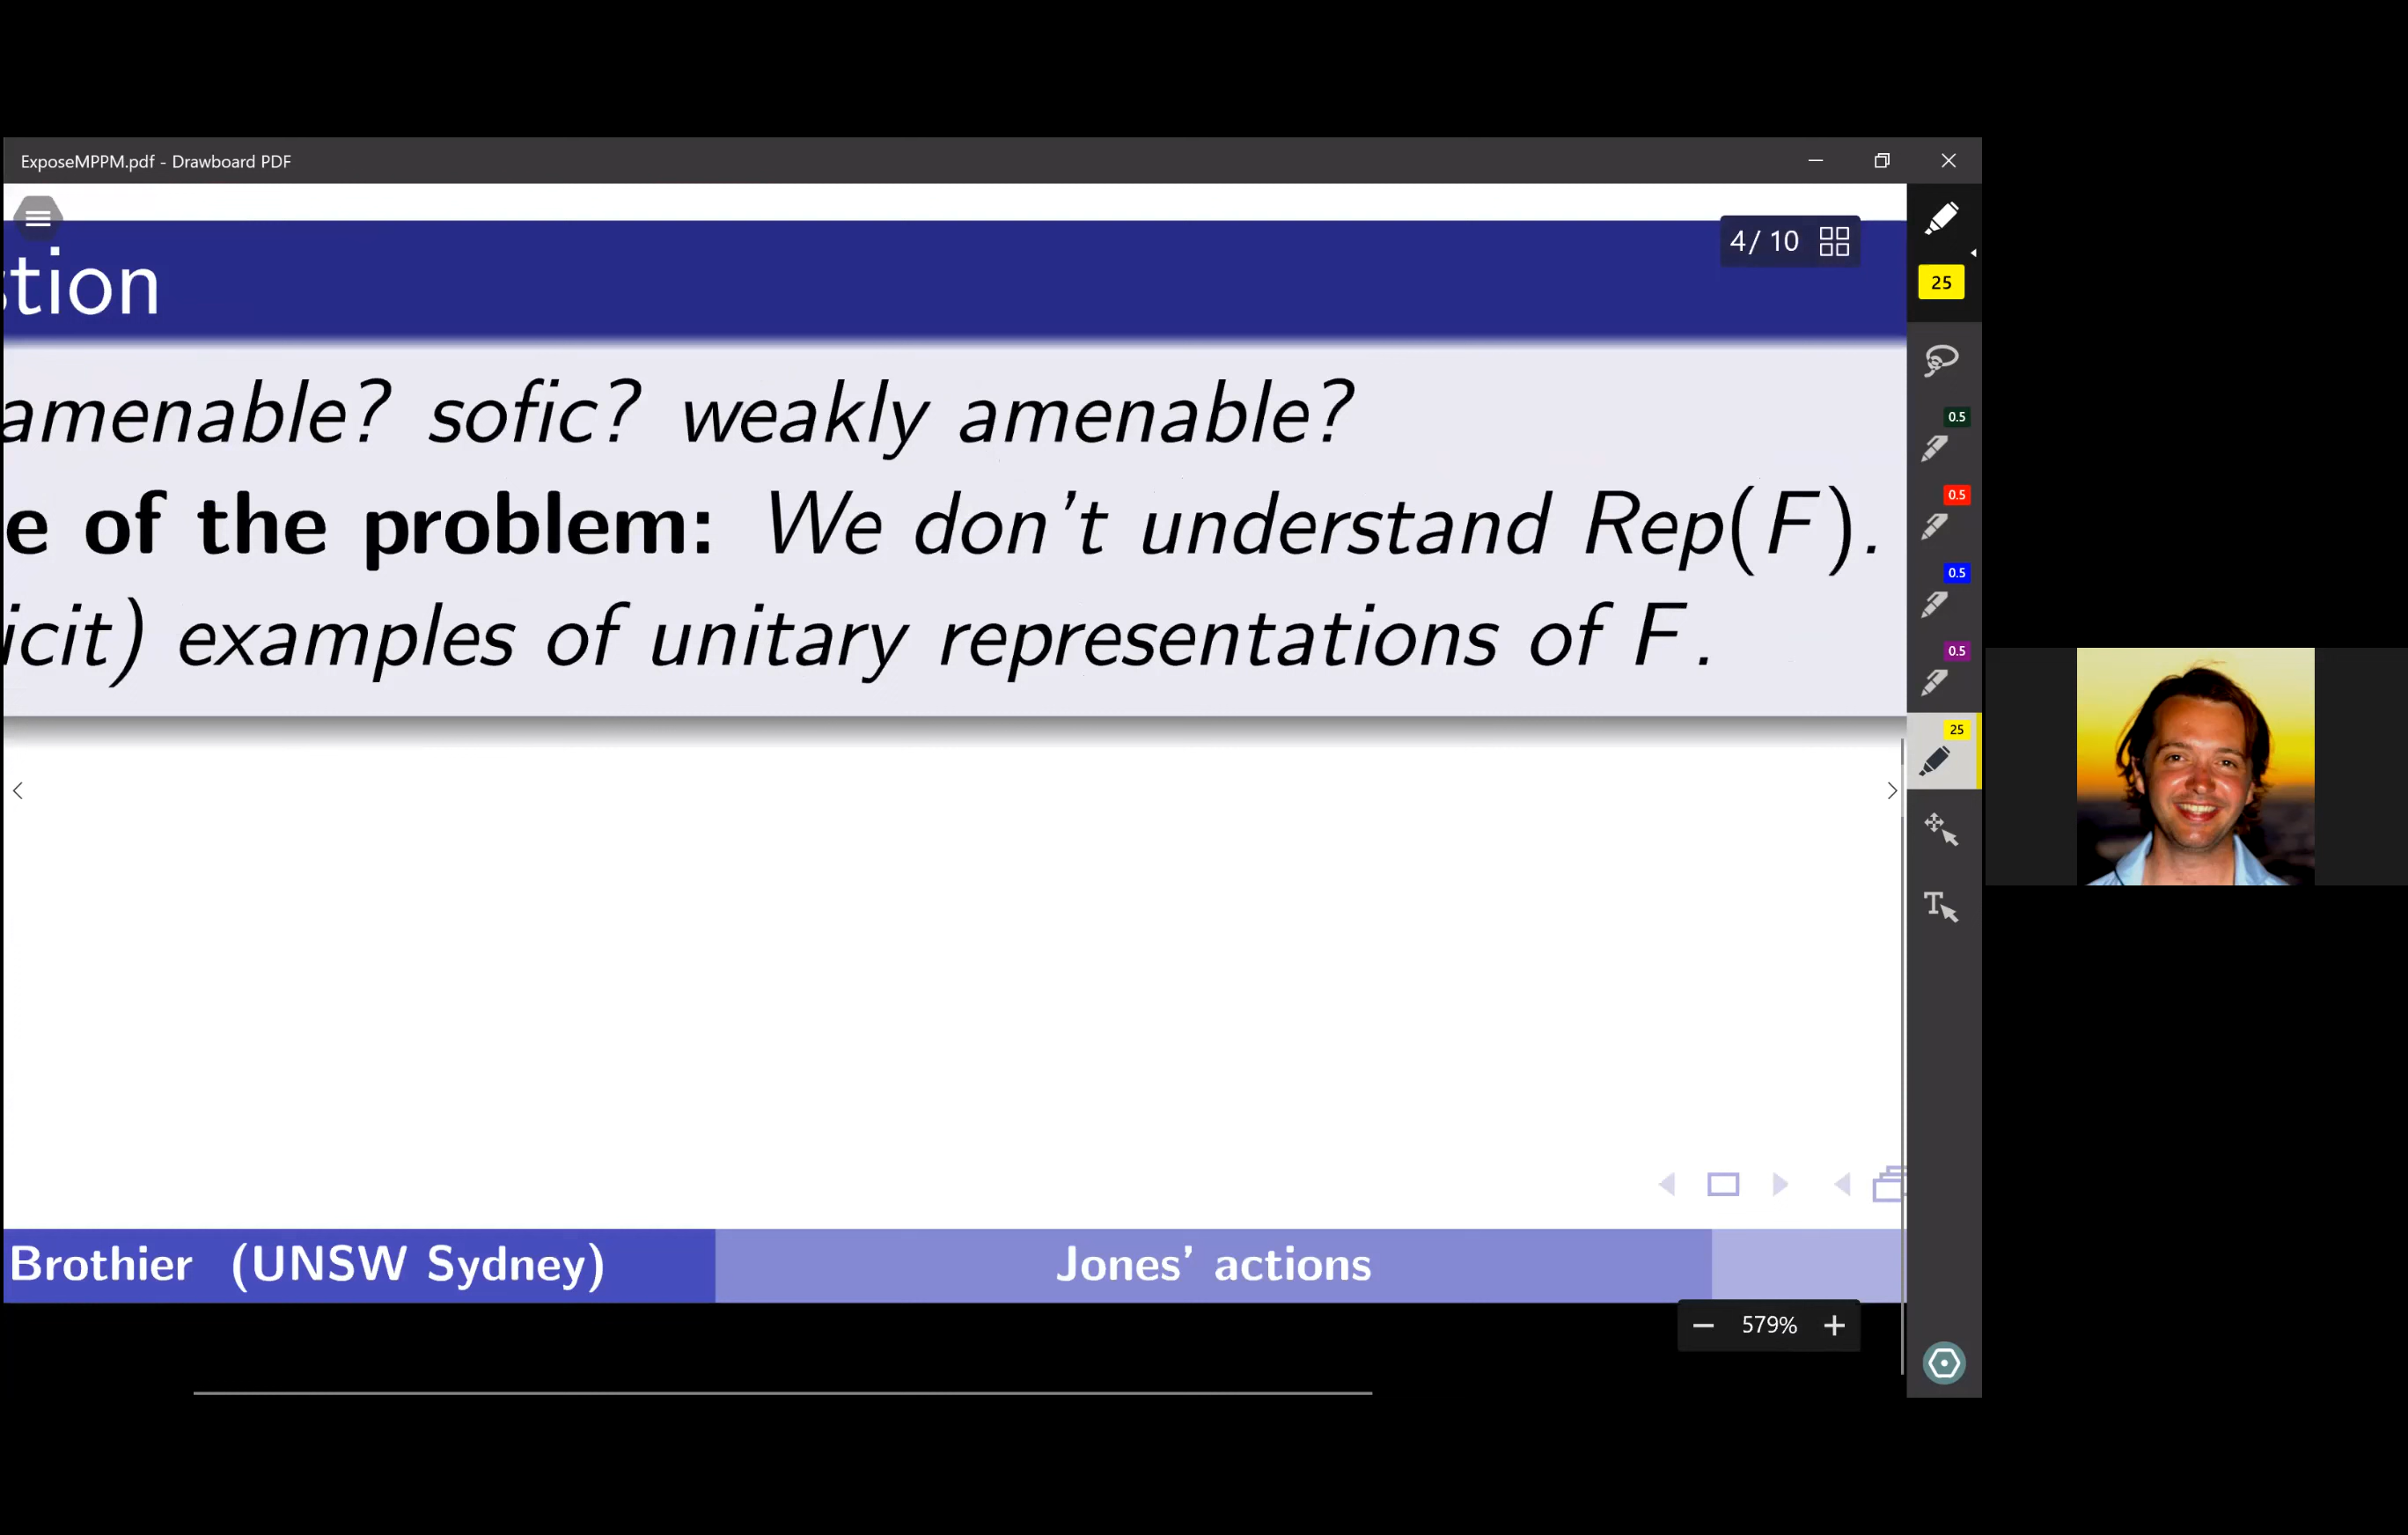 ExposeMPPM.pdf - Drawboard PDF
4/ 10
stion
25
amenable? sofic? weakly amenable?
0.5
e of the problem: We don't understand Rep(F).
0.5
0.5
icit) examples of unitary representations of F.
0.5
25
Brothier (UNSW Sydney)
Jones' actions
579%